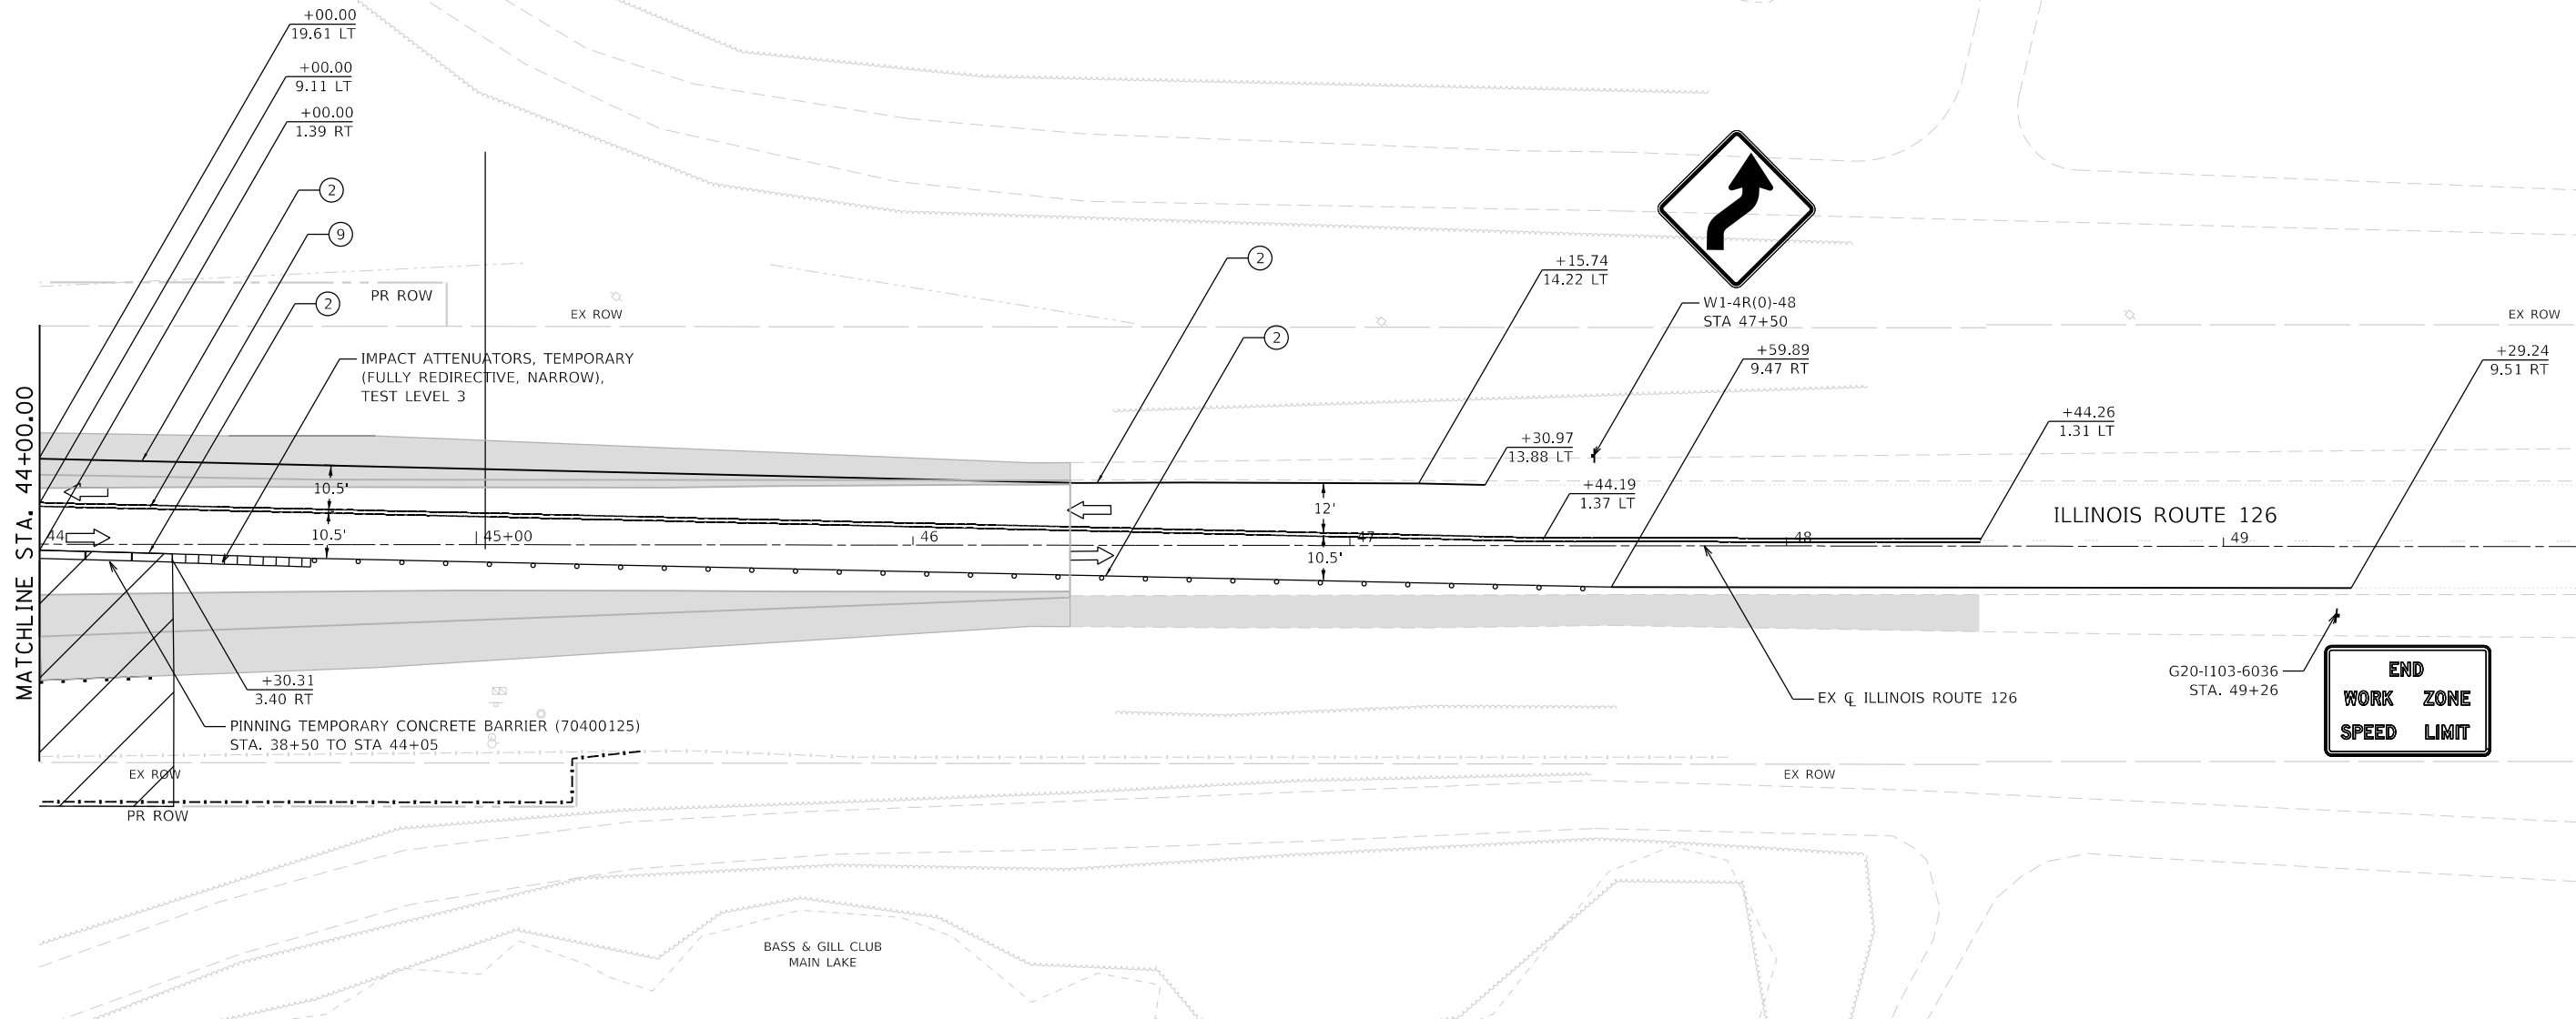 +00.00
19.61 LT
+00.00
9.11 LT
+00.00
1.39 RT
2
9
2
PR ROW
EX ROW
IMPACT ATTENUATORS, TEMPORARY
(FULLY REDIRECTIVE, NARROW),
TEST LEVEL 3
2
2
+15.74
14.22 LT
W1-4R(0)-48
STA 47+50
EX ROW
+59.89
9.47 RT
+29.24
9.51 RT
+44.26
1.31 LT
+30.97
13.88 LT
+44.19
1.37 LT
MATCHLINE STA. 44+00.00
10.5'
10.5'
12'
10.5'
44
45+00
46
47
48
49
ILLINOIS ROUTE 126
+30.31
3.40 RT
PINNING TEMPORARY CONCRETE BARRIER (70400125)
STA. 38+50 TO STA 44+05
EX ℄ ILLINOIS ROUTE 126
G20-I103-6036
STA. 49+26
END
WORK ZONE
SPEED LIMIT
EX ROW
EX ROW
PR ROW
BASS & GILL CLUB
MAIN LAKE